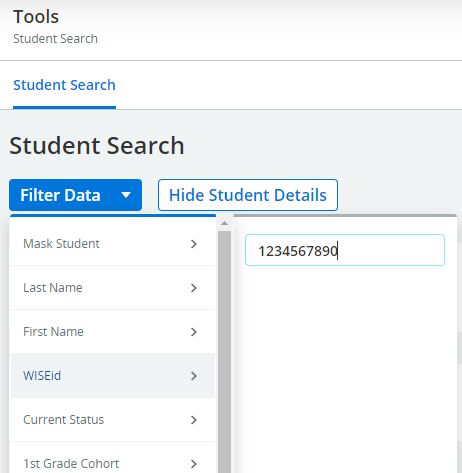 Tools
Student Search
Student Search
Student Search
Filter Data
Hide Student Details
Mask Student
1234567890
Last Name
First Name
WISEid
Current Status
1st Grade Cohort